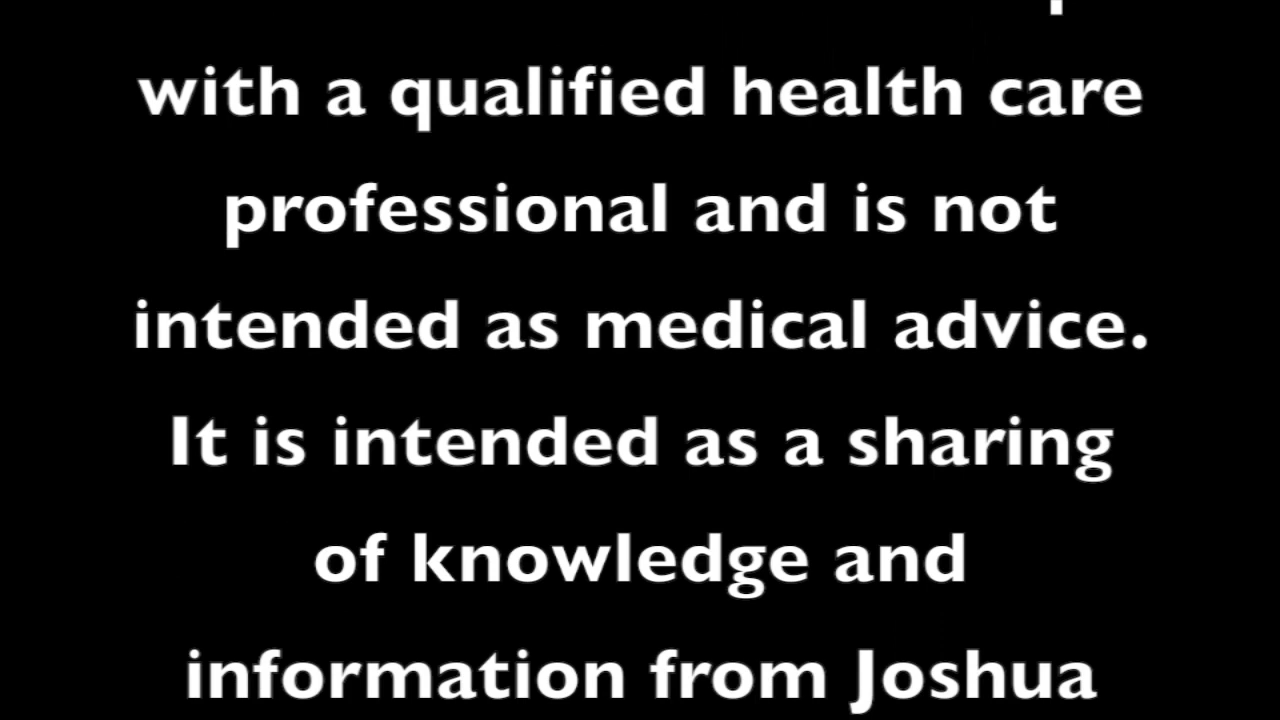 with a qualified health care
professional and is not
intended as medical advice.
It is intended as a sharing
of knowledge and
information from Joshua